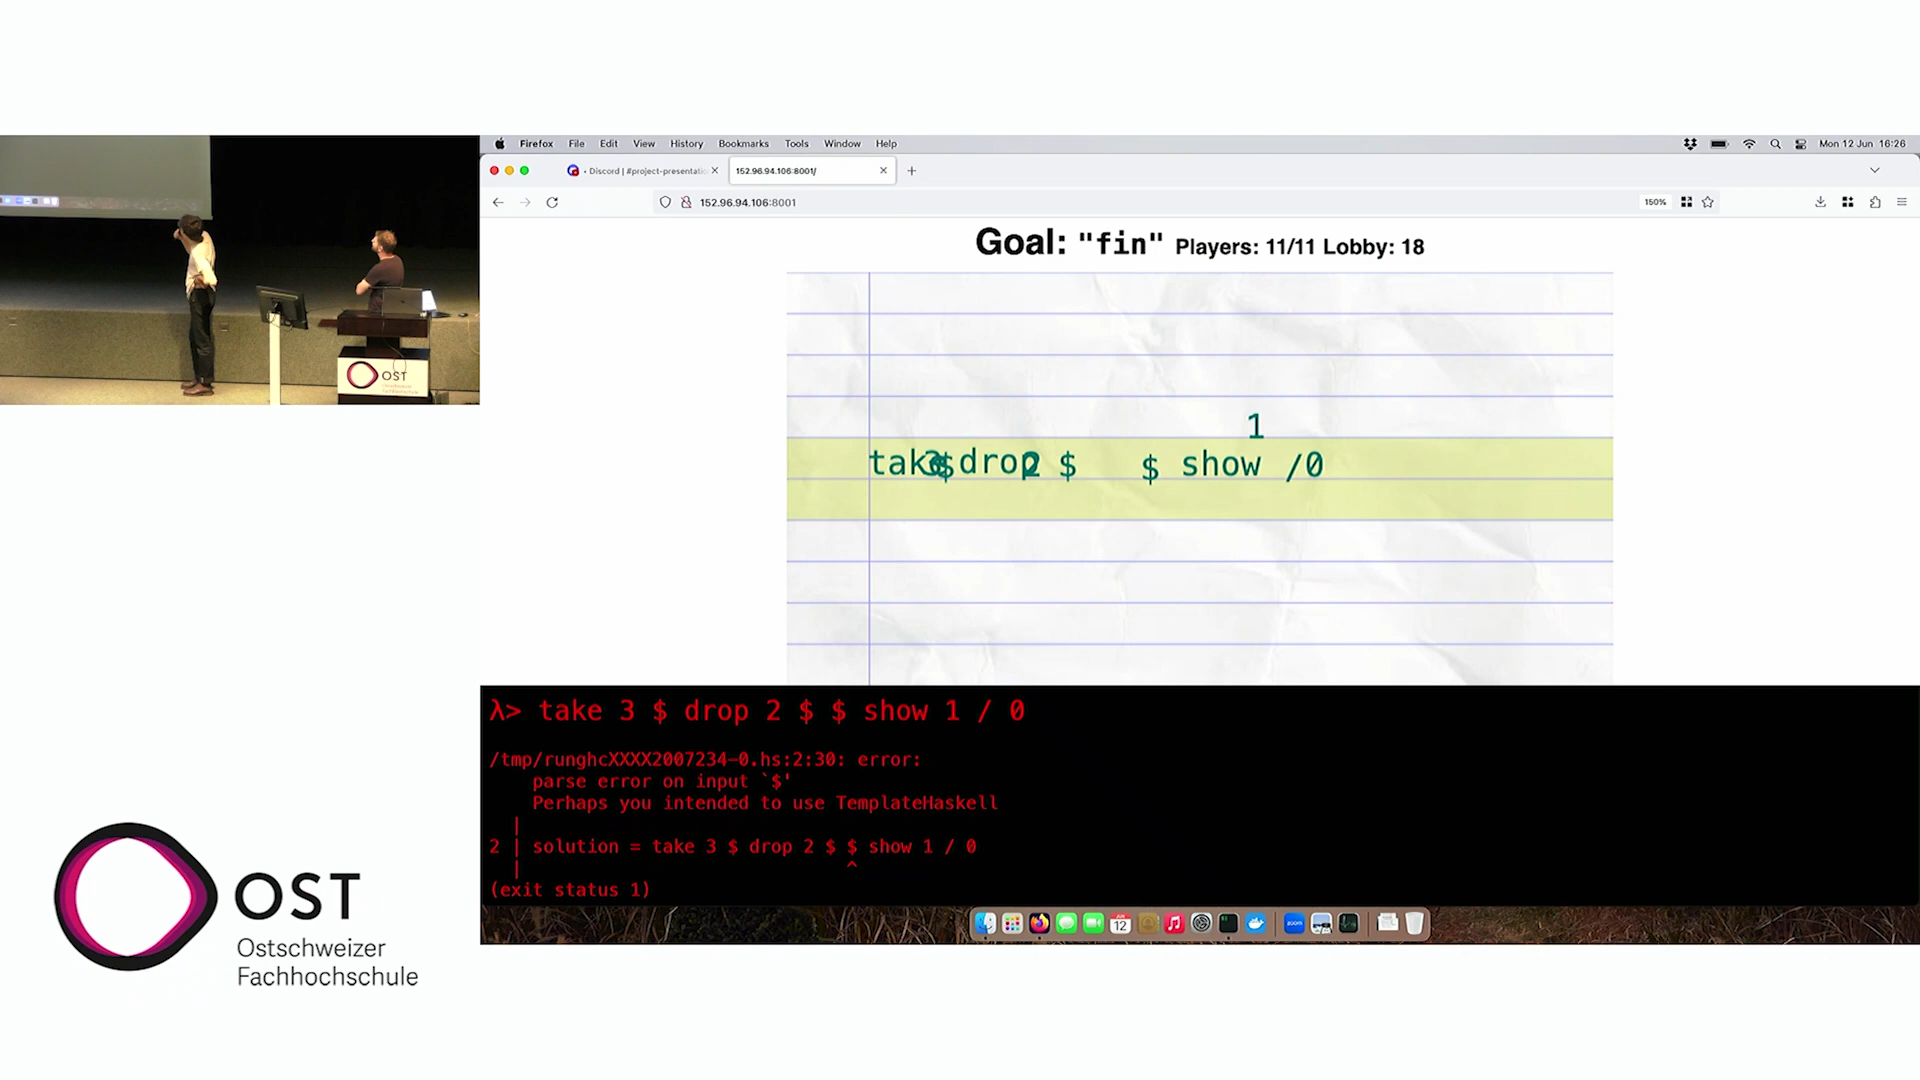 Firefox File Edit View History Bookmarks Tools Window Help Mon 12 Jun 16:26
Discord | #project-presentatio 152.96.94.106:8001/
152.96.94.106:8001 150%
Goal: "fin" Players: 11/11 Lobby: 18
1
take 3 $ drop 2 $ $ show /0
λ> take 3 $ drop 2 $ $ show 1 / 0
/tmp/runghcXXXX2007234-0.hs:2:30: error:
parse error on input `$'
Perhaps you intended to use TemplateHaskell
|
2 | solution = take 3 $ drop 2 $ $ show 1 / 0
| ^
(exit status 1)
JUN
12
zoom
OST
OST
Ostschweizer
Fachhochschule